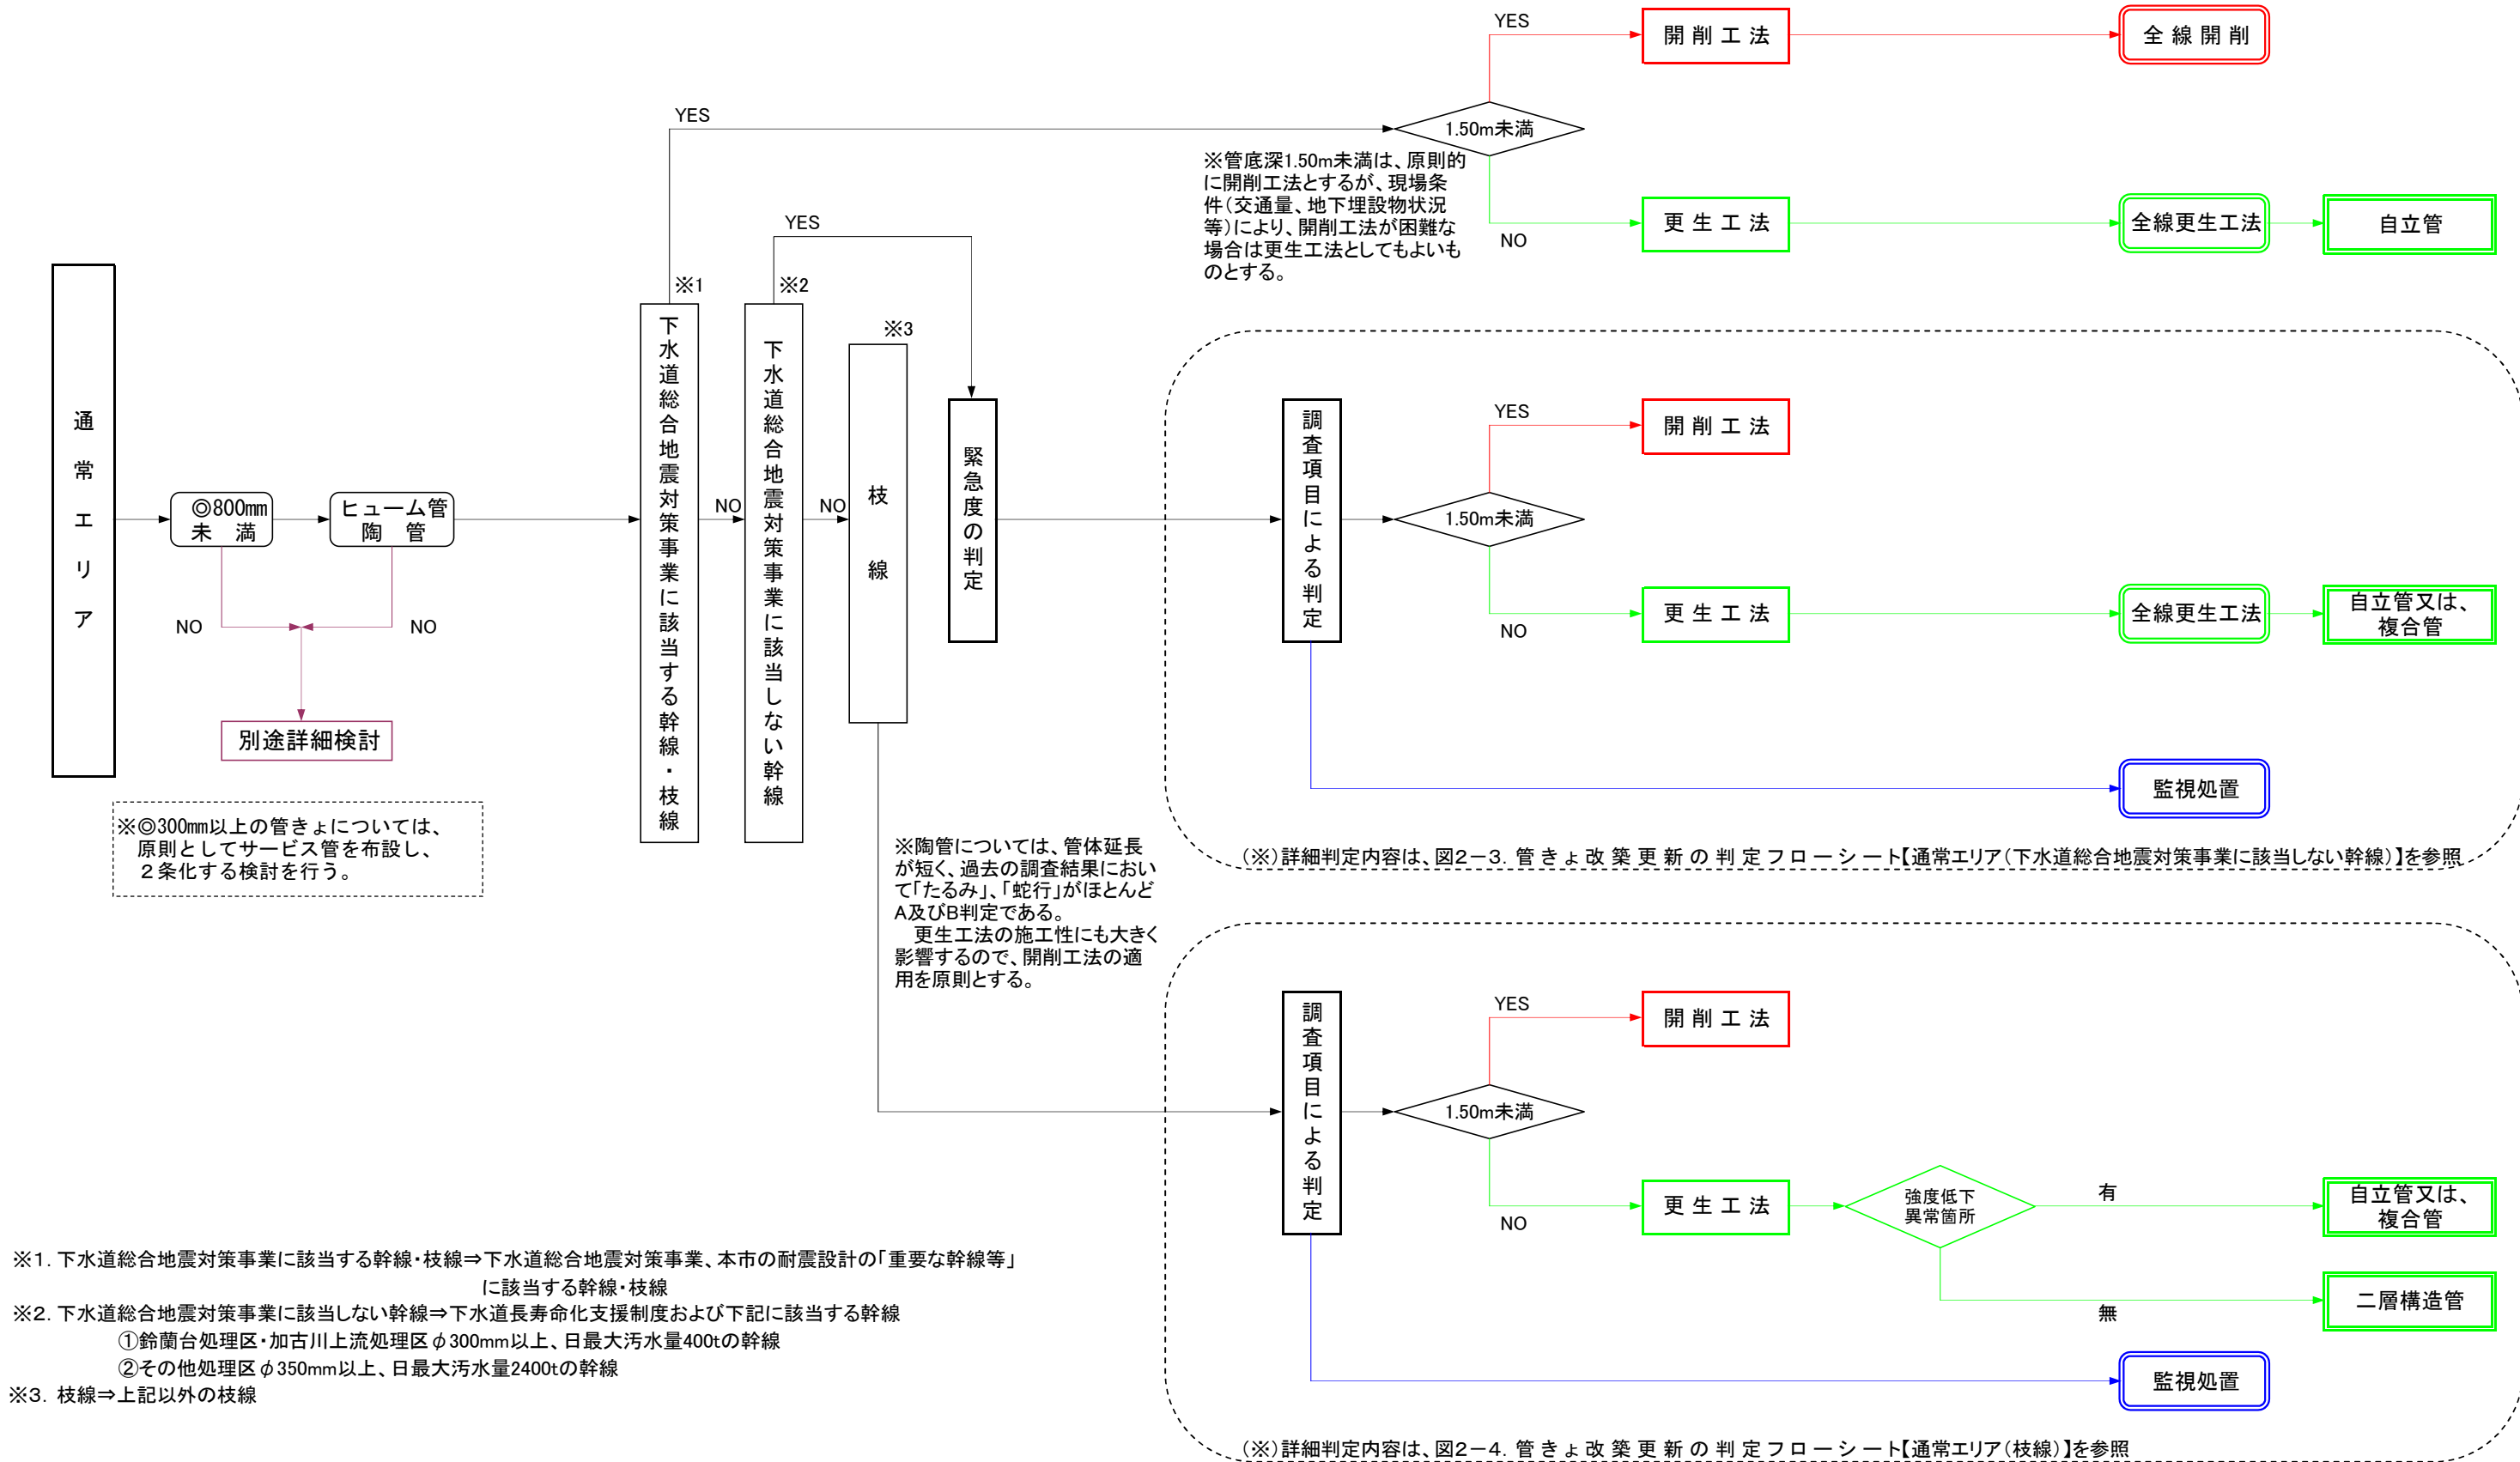 通常エリア
◎800mm
未 満
ヒューム管
陶 管
NO
NO
別途詳細検討
※◎300mm以上の管きょについては、
原則としてサービス管を布設し、
２条化する検討を行う。
YES
※1
下水道総合地震対策事業に該当する幹線・枝線
NO
YES
※2
下水道総合地震対策事業に該当しない幹線
NO
※3
枝線
緊急度の判定
※陶管については、管体延長
が短く、過去の調査結果におい
て「たるみ」、「蛇行」がほとんど
A及びB判定である。
更生工法の施工性にも大きく
影響するので、開削工法の適
用を原則とする。
1.50m未満
※管底深1.50m未満は、原則的
に開削工法とするが、現場条
件(交通量、地下埋設物状況
等)により、開削工法が困難な
場合は更生工法としてもよいも
のとする。
YES
開 削 工 法
全 線 開 削
NO
更 生 工 法
全線更生工法
自立管
調査項目による判定
1.50m未満
YES
開 削 工 法
NO
更 生 工 法
全線更生工法
自立管又は、
複合管
監視処置
(※)詳細判定内容は、図2－3. 管 きょ 改 築 更 新 の 判 定 フ ロ ー シ ー ト【通常エリア(下水道総合地震対策事業に該当しない幹線)】を参照
調査項目による判定
1.50m未満
YES
開 削 工 法
NO
更 生 工 法
強度低下
異常箇所
有
自立管又は、
複合管
無
二層構造管
監視処置
(※)詳細判定内容は、図2－4. 管 きょ 改 築 更 新 の 判 定 フ ロ ー シ ー ト【通常エリア(枝線)】を参照
※1. 下水道総合地震対策事業に該当する幹線・枝線⇒下水道総合地震対策事業、本市の耐震設計の「重要な幹線等」
に該当する幹線・枝線
※2. 下水道総合地震対策事業に該当しない幹線⇒下水道長寿命化支援制度および下記に該当する幹線
①鈴蘭台処理区・加古川上流処理区φ300mm以上、日最大汚水量400tの幹線
②その他処理区φ350mm以上、日最大汚水量2400tの幹線
※3. 枝線⇒上記以外の枝線